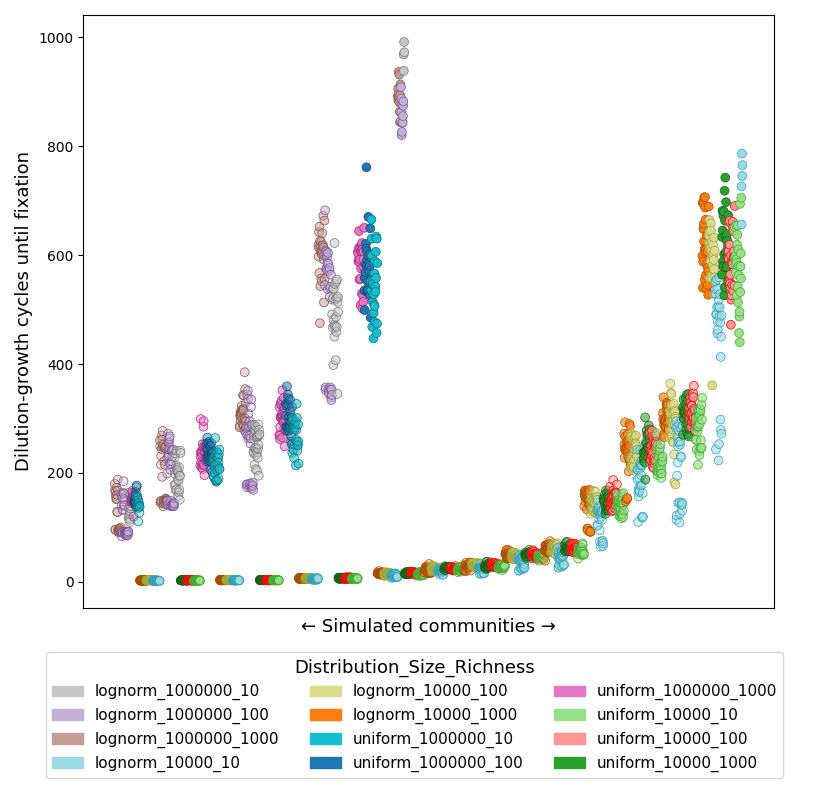 1000
800
600
400
200
0
Dilution-growth cycles until fixation
← Simulated communities →
Distribution_Size_Richness
lognorm_1000000_10
lognorm_1000000_100
lognorm_1000000_1000
lognorm_10000_10
lognorm_10000_100
lognorm_10000_1000
uniform_1000000_10
uniform_1000000_100
uniform_1000000_1000
uniform_10000_10
uniform_10000_100
uniform_10000_1000